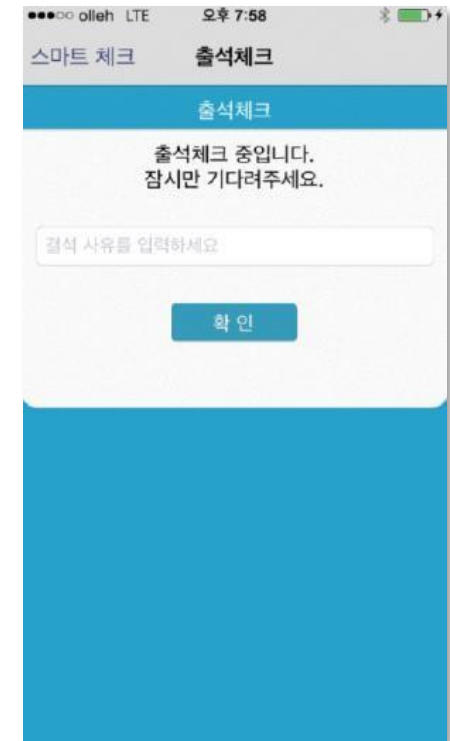 olleh LTE 오후 7:58
스마트 체크 출석체크
출석체크
출석체크 중입니다.
잠시만 기다려주세요.
결석 사유를 입력하세요
확 인